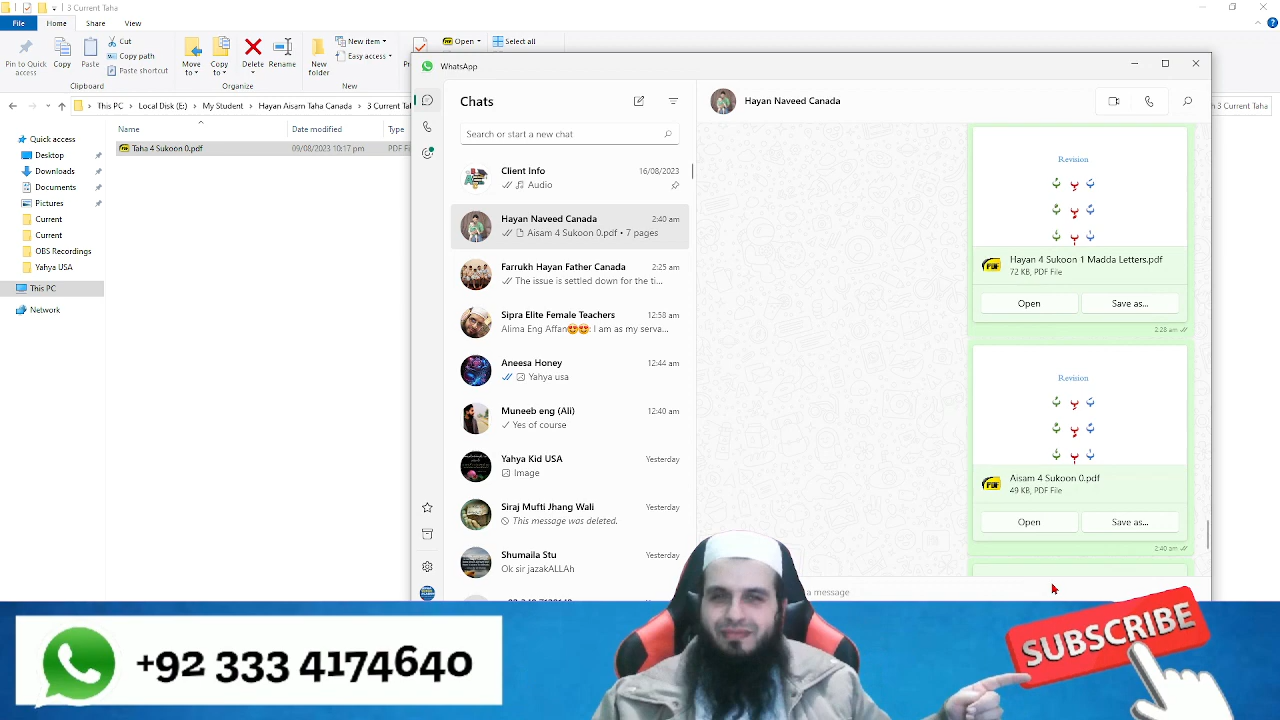 3 Current Taha
File
Home
Share
View
Pin to Quick
access
Copy
Paste
Cut
Copy path
Paste shortcut
Move
to
Copy
to
Delete
Rename
New
folder
New item
Easy access
Open
Select all
Organize
New
This PC
Local Disk (E:)
My Student
Hayan Aisam Taha Canada
3 Current T
h 3 Current Taha
Quick access
Desktop
Downloads
Documents
Pictures
Current
Current
OBS Recordings
Yahya USA
This PC
Network
Name
Date modified
Type
Taha 4 Sukoon 0.pdf
09/08/2023 10:17 pm
PDF Fi
WhatsApp
Chats
Search or start a new chat
Client Info
16/08/2023
Audio
Hayan Naveed Canada
2:40 am
Aisam 4 Sukoon 0.pdf • 7 pages
Farrukh Hayan Father Canada
2:25 am
The issue is settled down for the ti...
Sipra Elite Female Teachers
12:58 am
Alima Eng Affan😍😍: I am as my serva...
Aneesa Honey
12:44 am
Yahya usa
Muneeb eng (Ali)
12:40 am
Yes of course
Yahya Kid USA
Yesterday
Image
Siraj Mufti Jhang Wali
Yesterday
This message was deleted.
Shumaila Stu
Yesterday
Ok sir jazakALLAh
Hayan Naveed Canada
Revision
PDF
Hayan 4 Sukoon 1 Madda Letters.pdf
72 KB, PDF File
Open
Save as...
2:28 am
Revision
PDF
Aisam 4 Sukoon 0.pdf
49 KB, PDF File
Open
Save as...
2:40 am
a message
+92 333 4174640
SUBSCRIBE